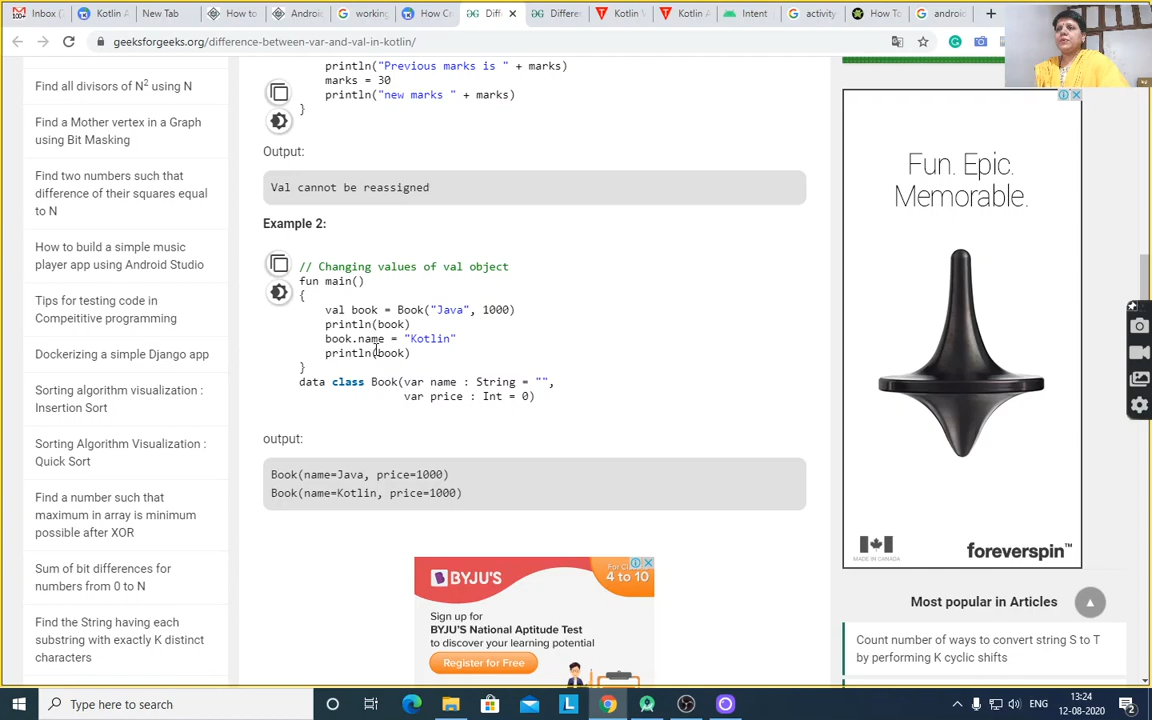 Inbox (
Kotlin A
New Tab
How to
Android
working
How Cr
Diff
Differen
Kotlin V
Kotlin A
Intent
activity
How To
android
geeksforgeeks.org/difference-between-var-and-val-in-kotlin/
Find all divisors of N2 using N
Find a Mother vertex in a Graph
using Bit Masking
Find two numbers such that
difference of their squares equal
to N
How to build a simple music
player app using Android Studio
Tips for testing code in
Compeititive programming
Dockerizing a simple Django app
Sorting algorithm visualization :
Insertion Sort
Sorting Algorithm Visualization :
Quick Sort
Find a number such that
maximum in array is minimum
possible after XOR
Sum of bit differences for
numbers from 0 to N
Find the String having each
substring with exactly K distinct
characters
println("Previous marks is " + marks)
marks = 30
println("new marks " + marks)
}
Output:
Val cannot be reassigned
Example 2:
// Changing values of val object
fun main()
{
val book = Book("Java", 1000)
println(book)
book.name = "Kotlin"
println(book)
}
data class Book(var name : String = "",
var price : Int = 0)
output:
Book(name=Java, price=1000)
Book(name=Kotlin, price=1000)
BYJU'S
4 to 10
Sign up for
BYJU'S National Aptitude Test
to discover your learning potential
Register for Free
Fun. Epic.
Memorable.
MADE IN CANADA
foreverspin™
Most popular in Articles
Count number of ways to convert string S to T
by performing K cyclic shifts
Type here to search
ENG
13:24
12-08-2020
2